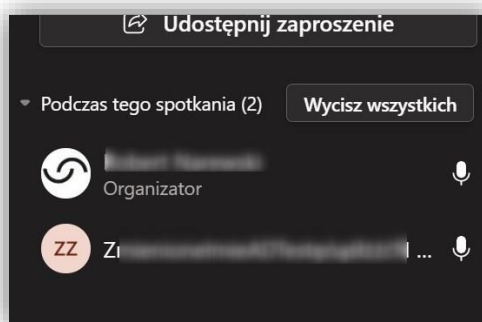 Udostępnij zaproszenie
Podczas tego spotkania (2)
Wycisz wszystkich
Organizator
ZZ
...